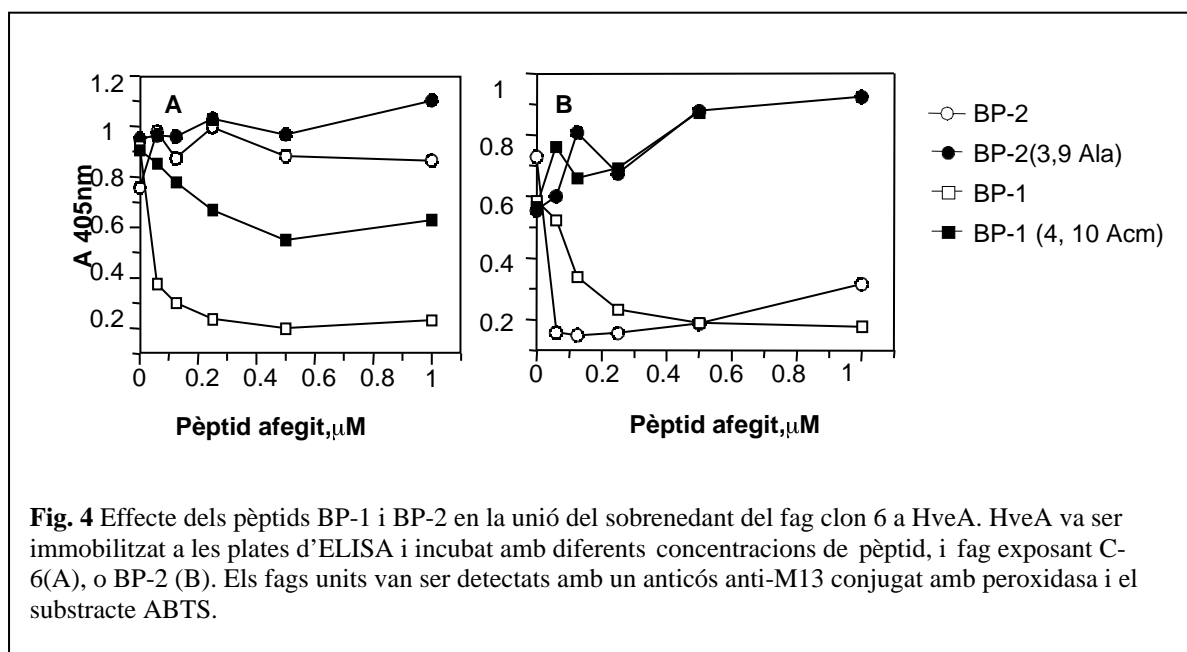 1.2
1
0.8
0.6
0.4
0.2
A 405nm
A
0 0.2 0.4 0.6 0.8 1
Pèptid afegit,μM
1
0.8
0.6
0.4
0.2
B
0 0.2 0.4 0.6 0.8 1
Pèptid afegit,μM
BP-2
BP-2(3,9 Ala)
BP-1
BP-1 (4, 10 Acm)
Fig. 4 Effecte dels pèptids BP-1 i BP-2 en la unió del sobrenedant del fag clon 6 a HveA. HveA va ser
immobilitzat a les plates d’ELISA i incubat amb diferents concentracions de pèptid, i fag exposant C-
6(A), o BP-2 (B). Els fags units van ser detectats amb un anticós anti-M13 conjugat amb peroxidasa i el
substracte ABTS.